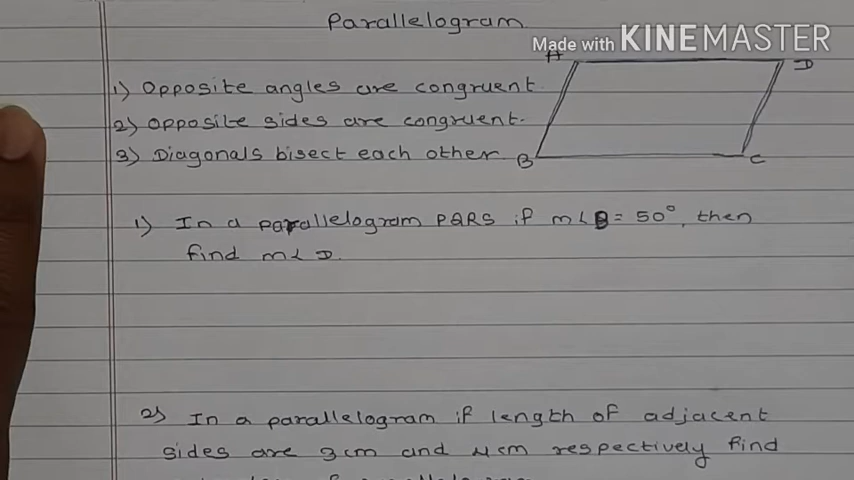 Parallelogram
Made with KINEMASTER
A
D
1) Opposite angles are congruent.
2) Opposite sides are congruent.
3) Diagonals bisect each other.
B
C
1) In a parallelogram PQRS if m∠B = 50°, then
find m∠D.
2) In a parallelogram if length of adjacent
sides are 3cm and 4cm respectively find